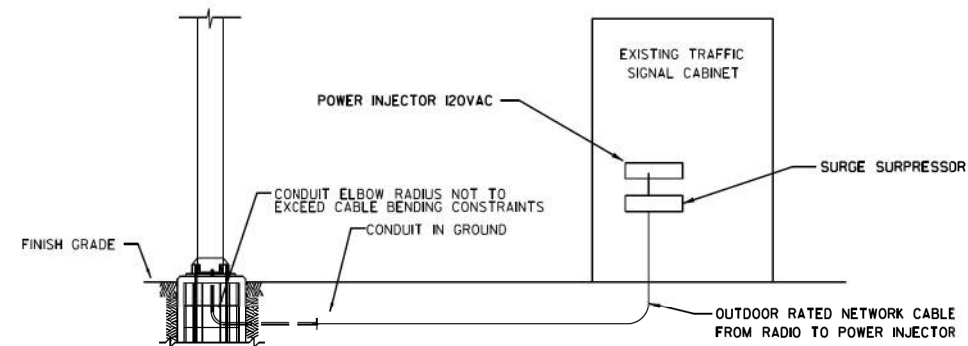 EXISTING TRAFFIC
SIGNAL CABINET
POWER INJECTOR 120VAC
SURGE SURPRESSOR
CONDUIT ELBOW RADIUS NOT TO
EXCEED CABLE BENDING CONSTRAINTS
CONDUIT IN GROUND
FINISH GRADE
OUTDOOR RATED NETWORK CABLE
FROM RADIO TO POWER INJECTOR